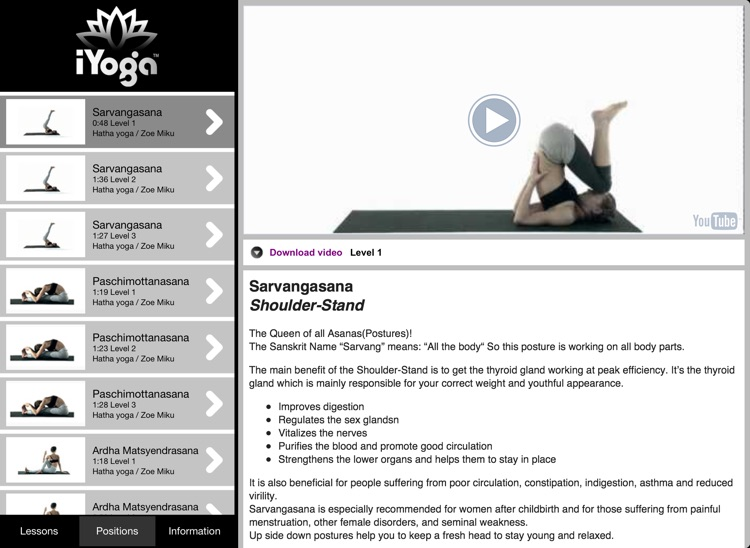 iYoga™
Sarvangasana
0:48 Level 1
Hatha yoga / Zoe Miku
Sarvangasana
1:36 Level 2
Hatha yoga / Zoe Miku
Sarvangasana
1:27 Level 3
Hatha yoga / Zoe Miku
Paschimottanasana
1:19 Level 1
Hatha yoga / Zoe Miku
Paschimottanasana
1:23 Level 2
Hatha yoga / Zoe Miku
Paschimottanasana
1:28 Level 3
Hatha yoga / Zoe Miku
Ardha Matsyendrasana
1:18 Level 1
Hatha yoga / Zoe Miku
Ardha Matsyendrasana
Lessons Positions Information
YouTube
Download video Level 1
Sarvangasana
Shoulder-Stand
The Queen of all Asanas(Postures)!
The Sanskrit Name “Sarvang” means: “All the body“ So this posture is working on all body parts.
The main benefit of the Shoulder-Stand is to get the thyroid gland working at peak efficiency. It’s the thyroid
gland which is mainly responsible for your correct weight and youthful appearance.
• Improves digestion
• Regulates the sex glandsn
• Vitalizes the nerves
• Purifies the blood and promote good circulation
• Strengthens the lower organs and helps them to stay in place
It is also beneficial for people suffering from poor circulation, constipation, indigestion, asthma and reduced
virility.
Sarvangasana is especially recommended for women after childbirth and for those suffering from painful
menstruation, other female disorders, and seminal weakness.
Up side down postures help you to keep a fresh head to stay young and relaxed.